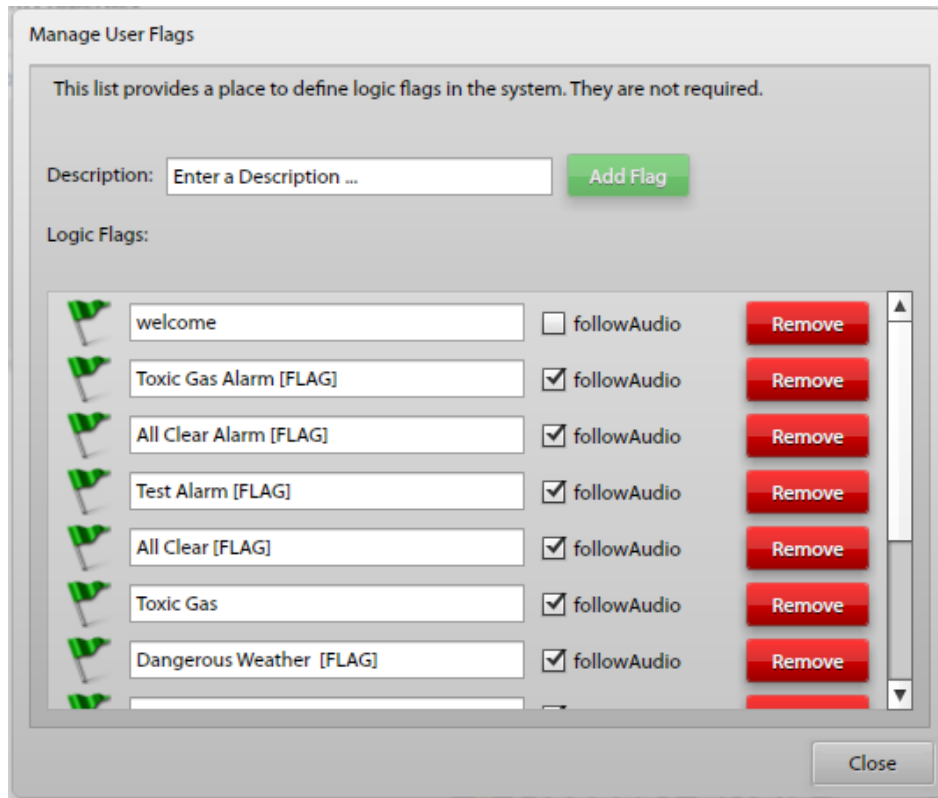 Manage User Flags
This list provides a place to define logic flags in the system. They are not required.
Description: Enter a Description ... Add Flag
Logic Flags:
welcome followAudio Remove
Toxic Gas Alarm [FLAG] followAudio Remove
All Clear Alarm [FLAG] followAudio Remove
Test Alarm [FLAG] followAudio Remove
All Clear [FLAG] followAudio Remove
Toxic Gas followAudio Remove
Dangerous Weather [FLAG] followAudio Remove
Close